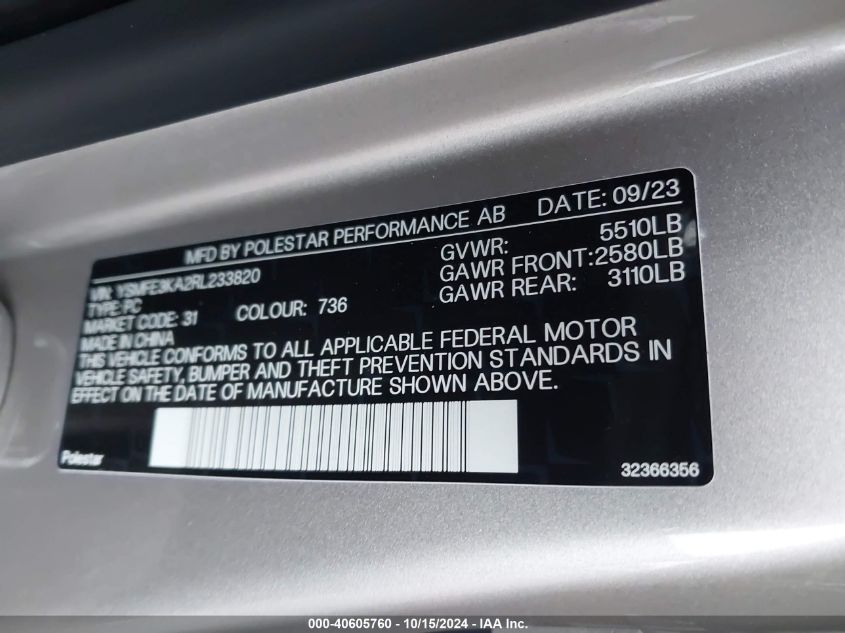 MFD BY POLESTAR PERFORMANCE AB DATE: 09/23
VIN: YSMFE3KA2RL233820 GVWR: 5510LB
TYPE: PC GAWR FRONT:2580LB
MARKET CODE: 31 COLOUR: 736 GAWR REAR: 3110LB
MADE IN CHINA
THIS VEHICLE CONFORMS TO ALL APPLICABLE FEDERAL MOTOR
VEHICLE SAFETY, BUMPER AND THEFT PREVENTION STANDARDS IN
EFFECT ON THE DATE OF MANUFACTURE SHOWN ABOVE.
Polestar 32366356
000-40605760 - 10/15/2024 - IAA Inc.